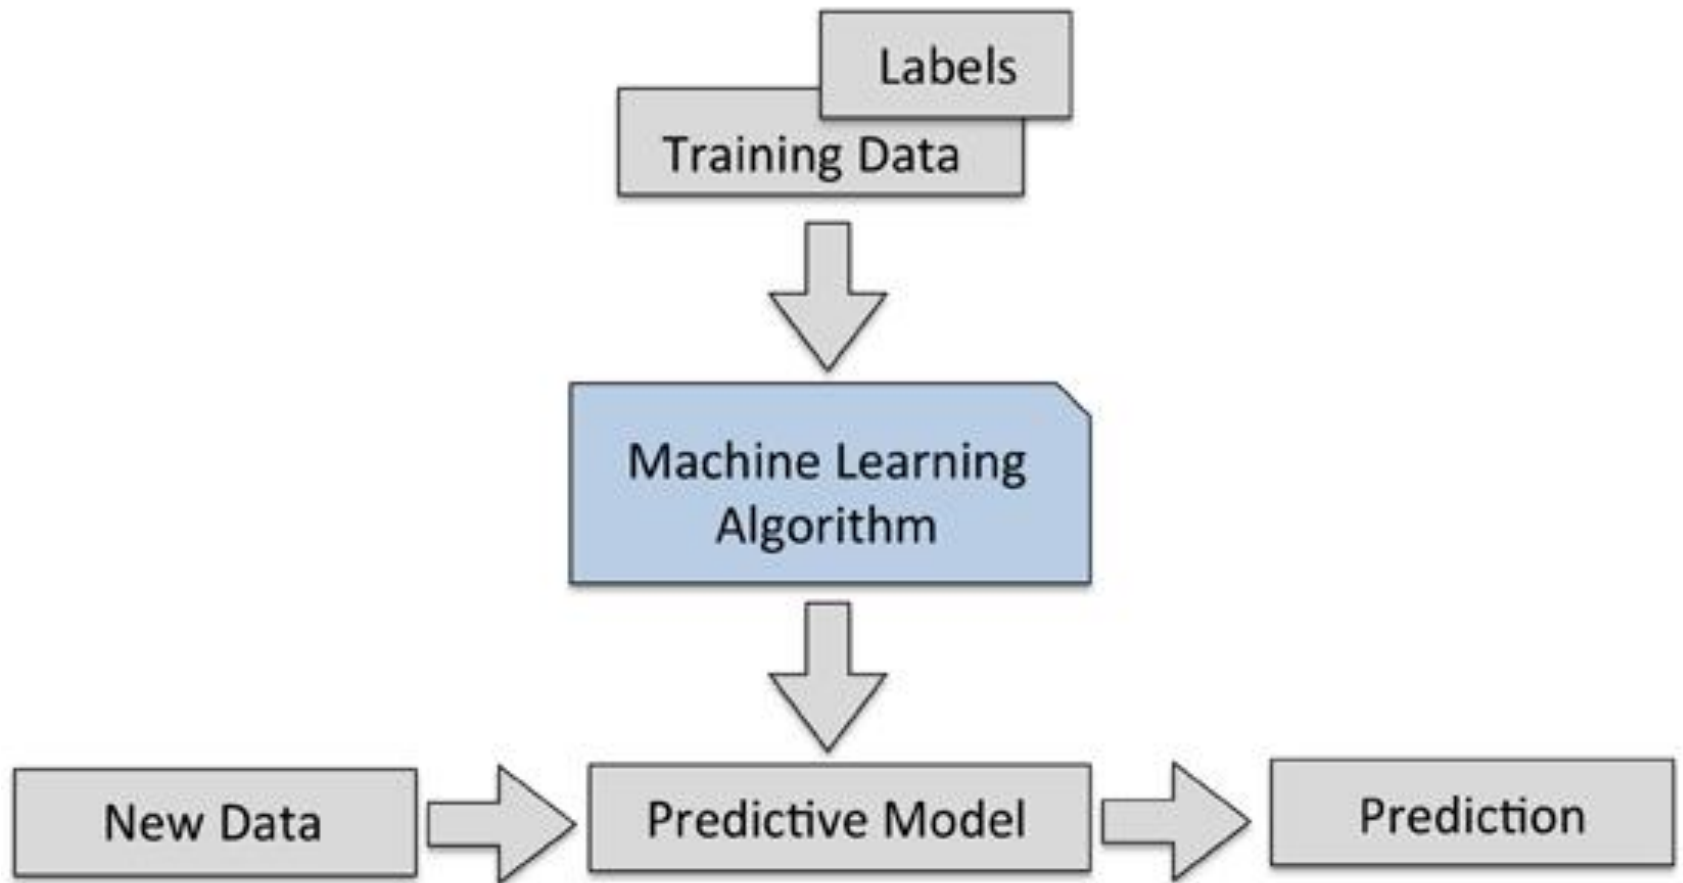 Labels
Training Data
Machine Learning
Algorithm
New Data
Predictive Model
Prediction